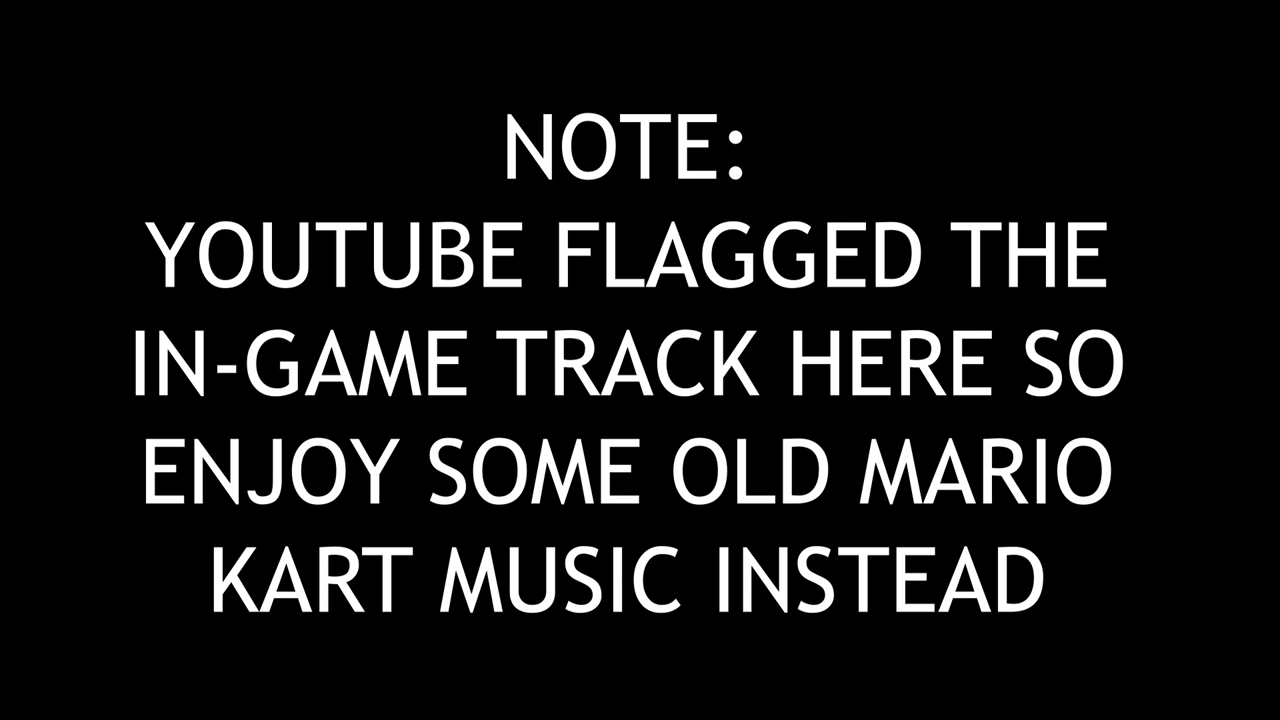 NOTE:
YOUTUBE FLAGGED THE
IN-GAME TRACK HERE SO
ENJOY SOME OLD MARIO
KART MUSIC INSTEAD